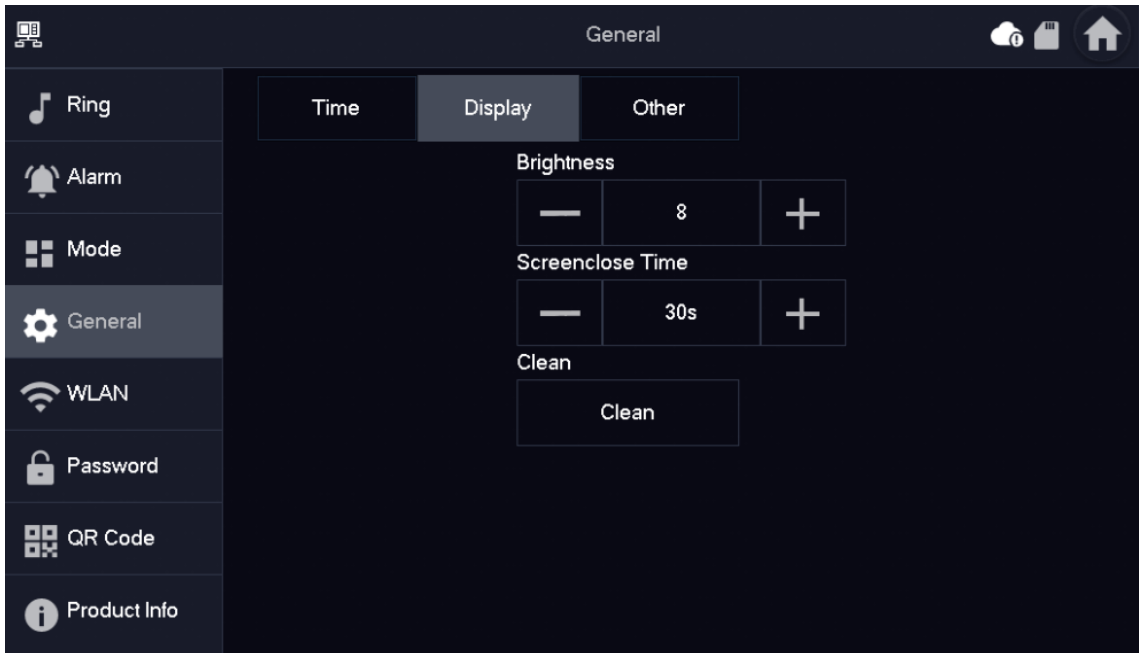 General
Ring
Alarm
Mode
General
WLAN
Password
QR Code
Product Info
Time
Display
Other
Brightness
8
Screenclose Time
30s
Clean
Clean